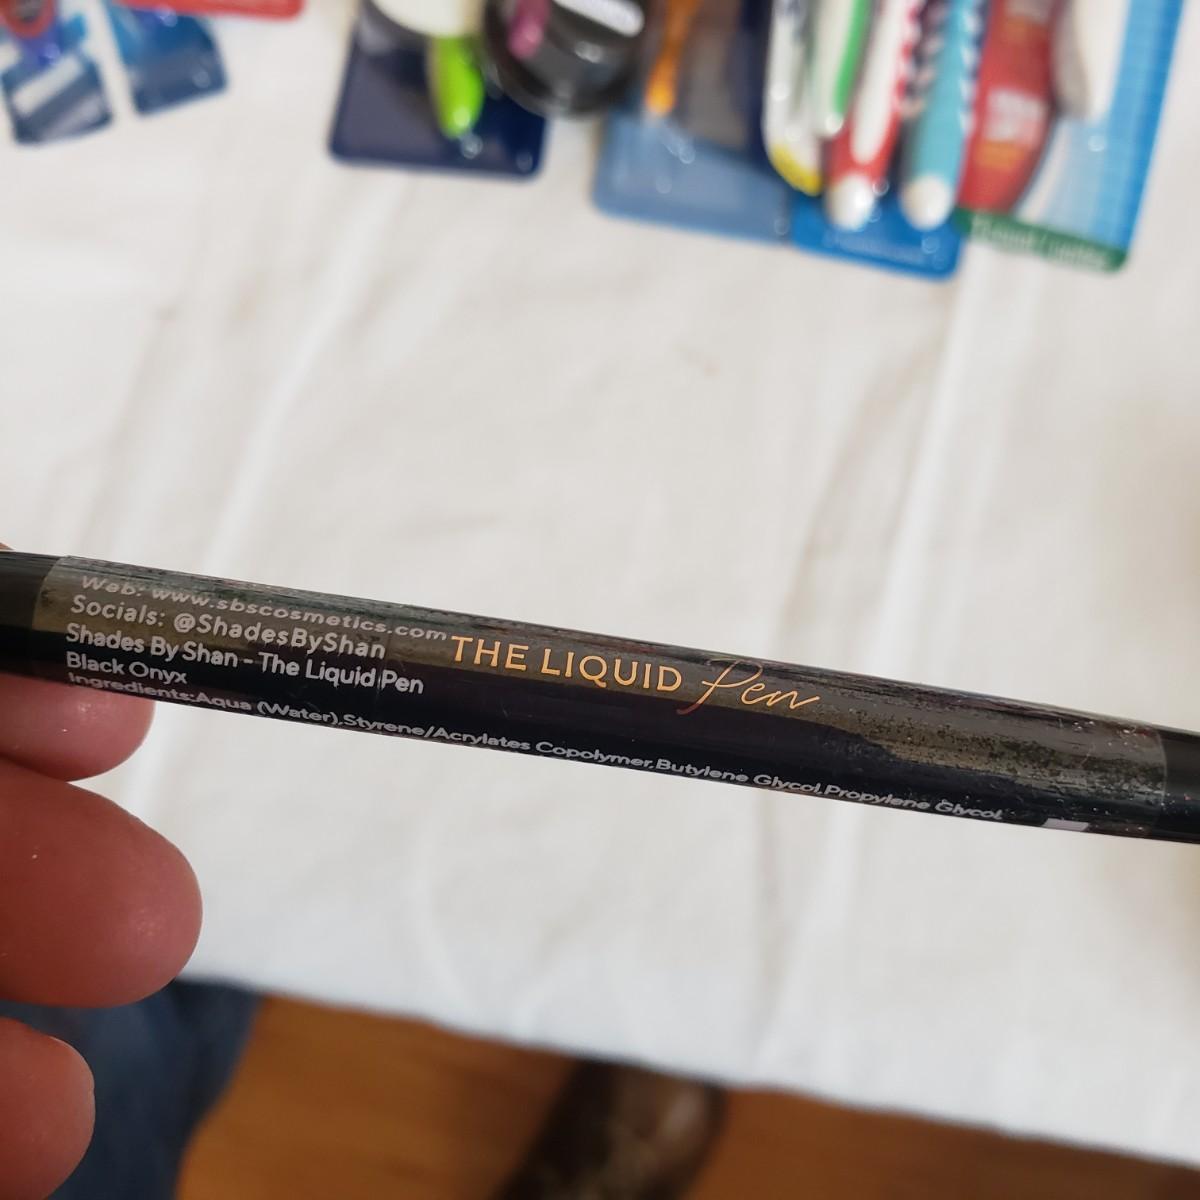 Web: www.sbscosmetics.com
Socials: @ShadesByShan
Shades By Shan - The Liquid Pen
Black Onyx
Ingredients:Aqua (Water),Styrene/Acrylates Copolymer,Butylene Glycol,Propylene Glycol,
THE LIQUID Pen